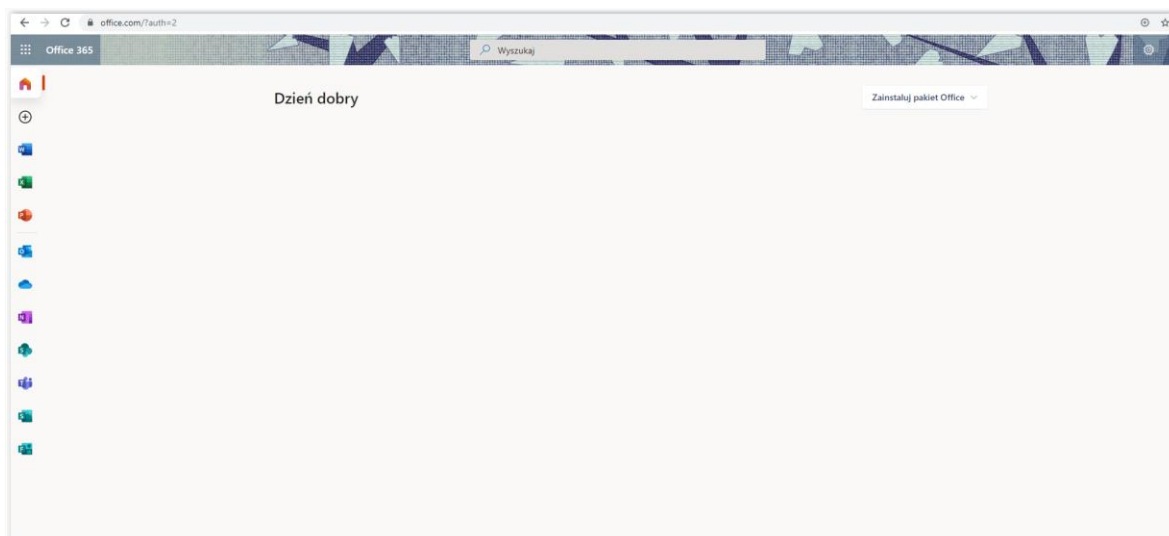 office.com/?auth=2
Office 365
Wyszukaj
Dzień dobry
Zainstaluj pakiet Office